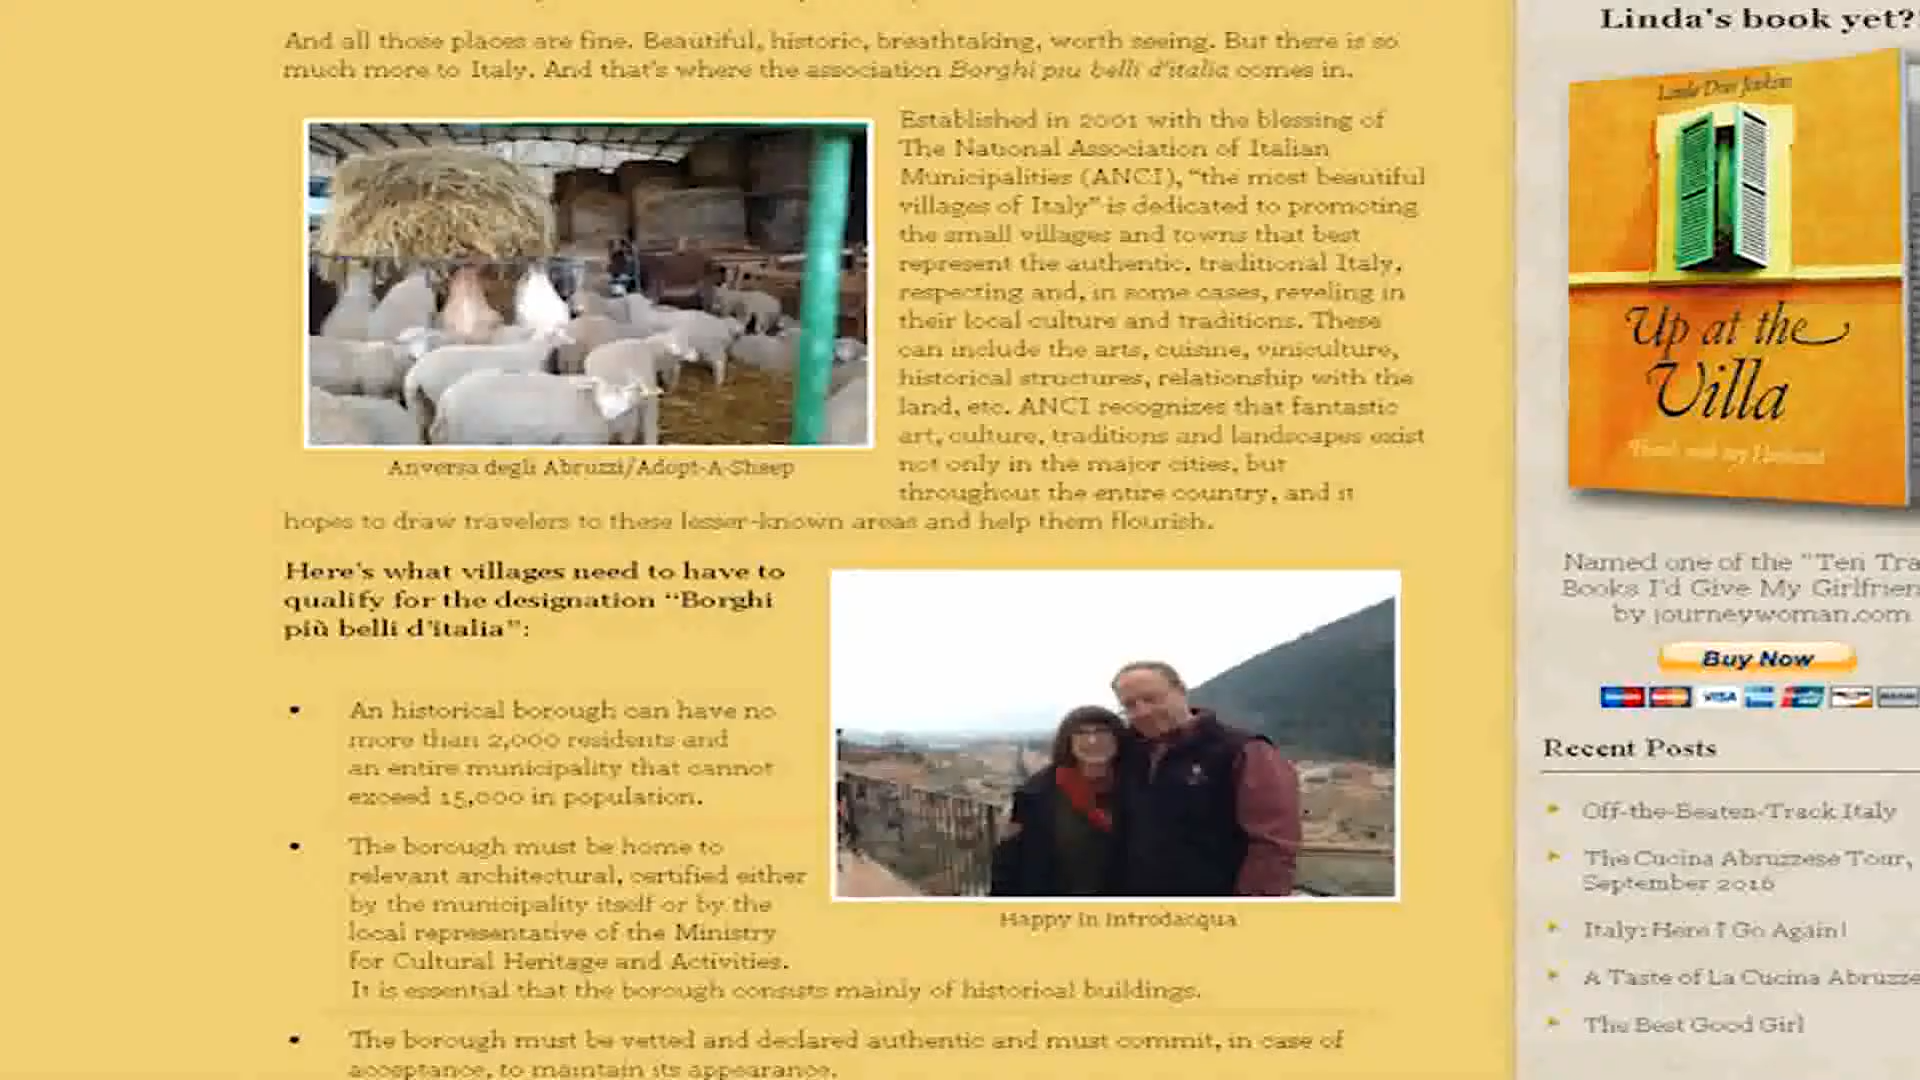 And all those places are fine. Beautiful, historic, breathtaking, worth seeing. But there is so
much more to Italy. And that's where the association Borghi piu belli d'italia comes in.
Established in 2001 with the blessing of
The National Association of Italian
Municipalities (ANCI), "the most beautiful
villages of Italy" is dedicated to promoting
the small villages and towns that best
represent the authentic, traditional Italy,
respecting and, in some cases, reveling in
their local culture and traditions. These
can include the arts, cuisine, viniculture,
historical structures, relationship with the
land, etc. ANCI recognizes that fantastic
art, culture, traditions and landscapes exist
not only in the major cities, but
throughout the entire country, and it
hopes to draw travelers to these lesser-known areas and help them flourish.
Anversa degli Abruzzi/Adopt-A-Sheep
Here's what villages need to have to
qualify for the designation "Borghi
più belli d'italia":
An historical borough can have no
more than 2,000 residents and
an entire municipality that cannot
exceed 15,000 in population.
The borough must be home to
relevant architectural, certified either
by the municipality itself or by the
local representative of the Ministry
for Cultural Heritage and Activities.
It is essential that the borough consists mainly of historical buildings.
The borough must be vetted and declared authentic and must commit, in case of
acceptance, to maintain its appearance.
Happy in Introdacqua
Linda's book yet?
Linda Dini Jenkins
Up at the
Villa
Travels with my Husband
Named one of the "Ten Tra
Books I'd Give My Girlfrien
by journeywoman.com
Buy Now
VISA
Recent Posts
Off-the-Beaten-Track Italy
The Cucina Abruzzese Tour,
September 2016
Italy: Here I Go Again!
A Taste of La Cucina Abruzze
The Best Good Girl